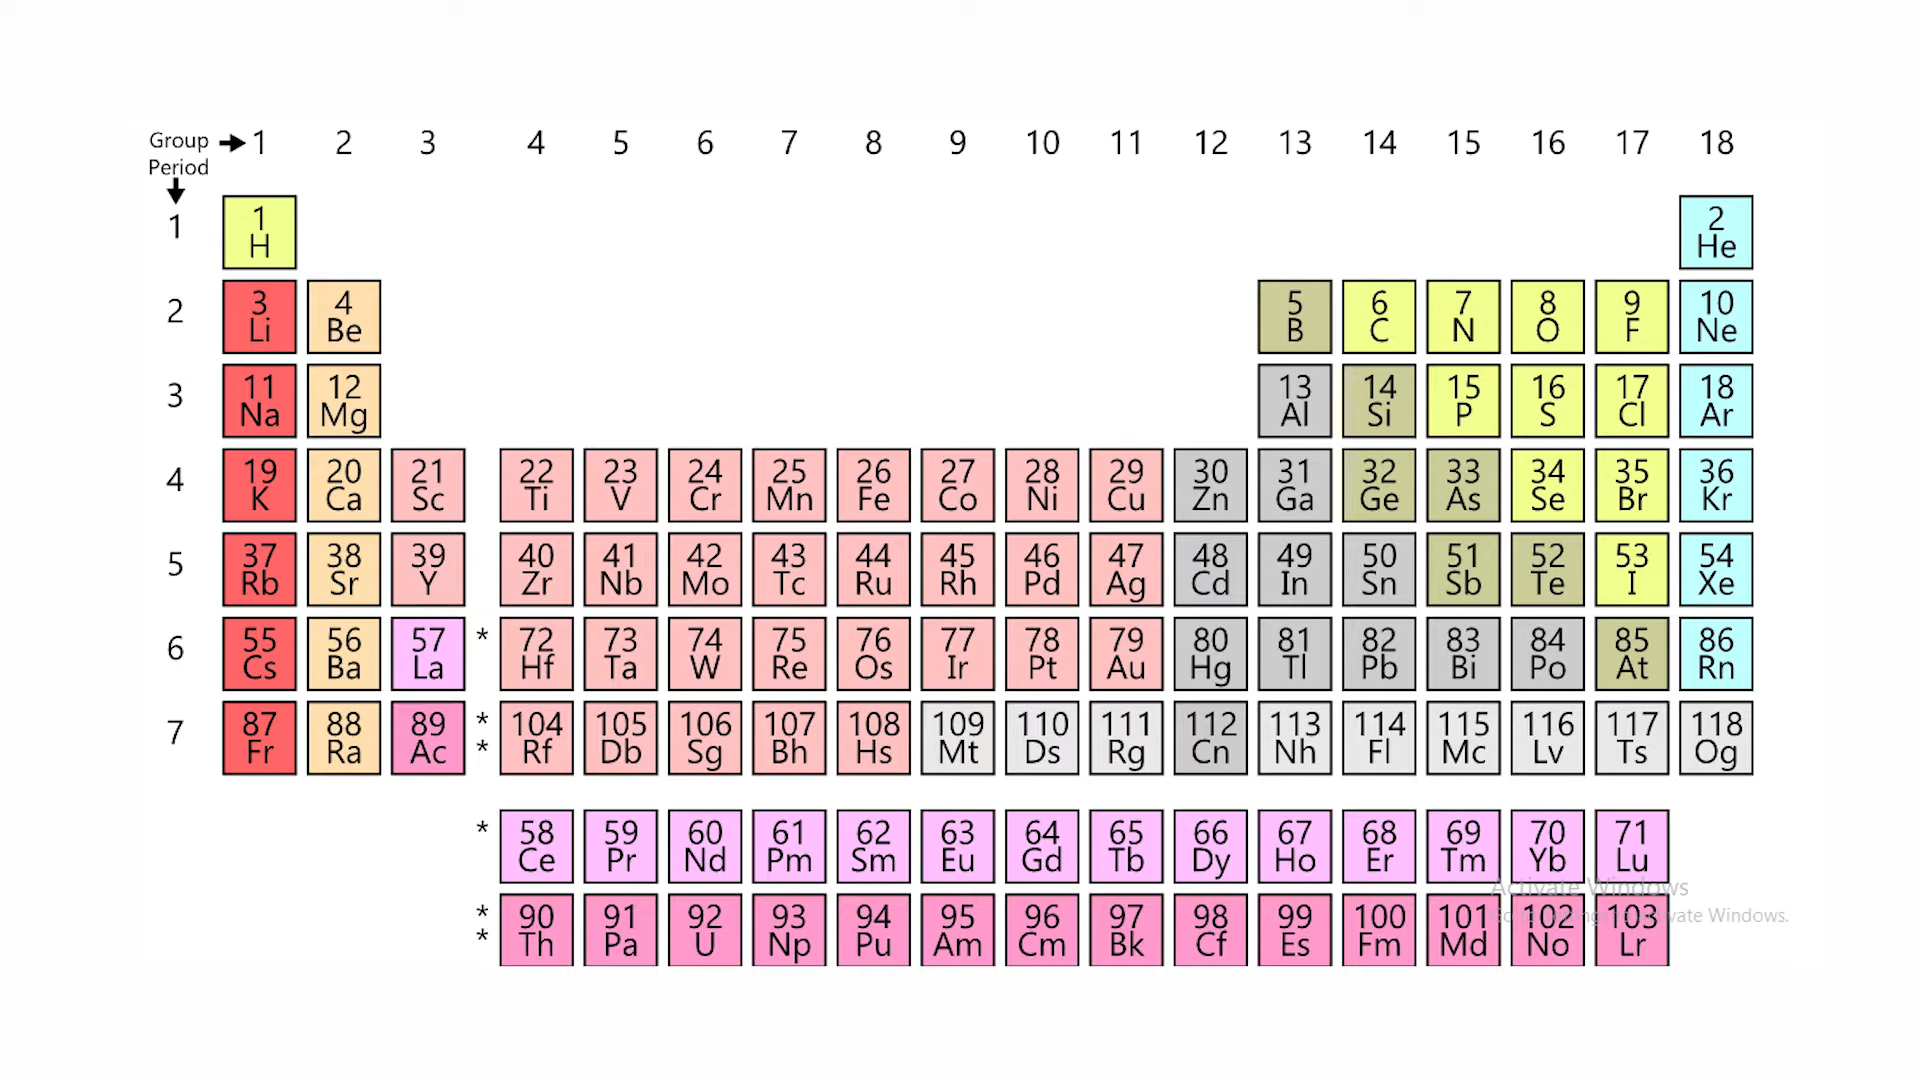 Group 1 2 3 4 5 6 7 8 9 10 11 12 13 14 15 16 17 18
Period
1
1 2
H He
2
3 4 5 6 7 8 9 10
Li Be B C N O F Ne
3
11 12 13 14 15 16 17 18
Na Mg Al Si P S Cl Ar
4
19 20 21 22 23 24 25 26 27 28 29 30 31 32 33 34 35 36
K Ca Sc Ti V Cr Mn Fe Co Ni Cu Zn Ga Ge As Se Br Kr
5
37 38 39 40 41 42 43 44 45 46 47 48 49 50 51 52 53 54
Rb Sr Y Zr Nb Mo Tc Ru Rh Pd Ag Cd In Sn Sb Te I Xe
6
55 56 57 * 72 73 74 75 76 77 78 79 80 81 82 83 84 85 86
Cs Ba La Hf Ta W Re Os Ir Pt Au Hg Tl Pb Bi Po At Rn
7
87 88 89 * 104 105 106 107 108 109 110 111 112 113 114 115 116 117 118
Fr Ra Ac * Rf Db Sg Bh Hs Mt Ds Rg Cn Nh Fl Mc Lv Ts Og
* 58 59 60 61 62 63 64 65 66 67 68 69 70 71
Ce Pr Nd Pm Sm Eu Gd Tb Dy Ho Er Tm Yb Lu
Activate Windows
* 90 91 92 93 94 95 96 97 98 99 100 101 102 103
* Th Pa U Np Pu Am Cm Bk Cf Es Fm Md No Lr
Windows.